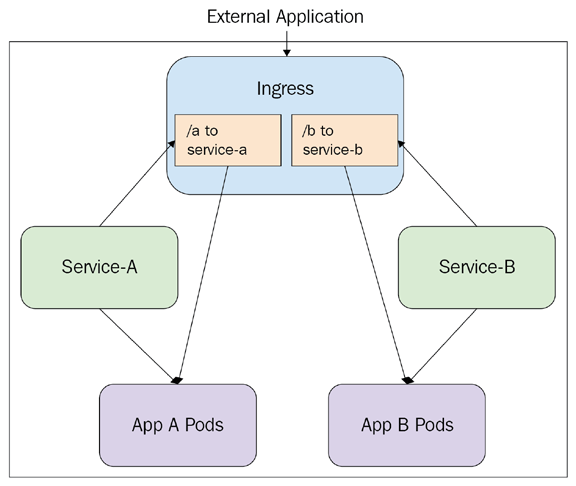 External Application
Ingress
/a to
service-a
/b to
service-b
Service-A
Service-B
App A Pods
App B Pods